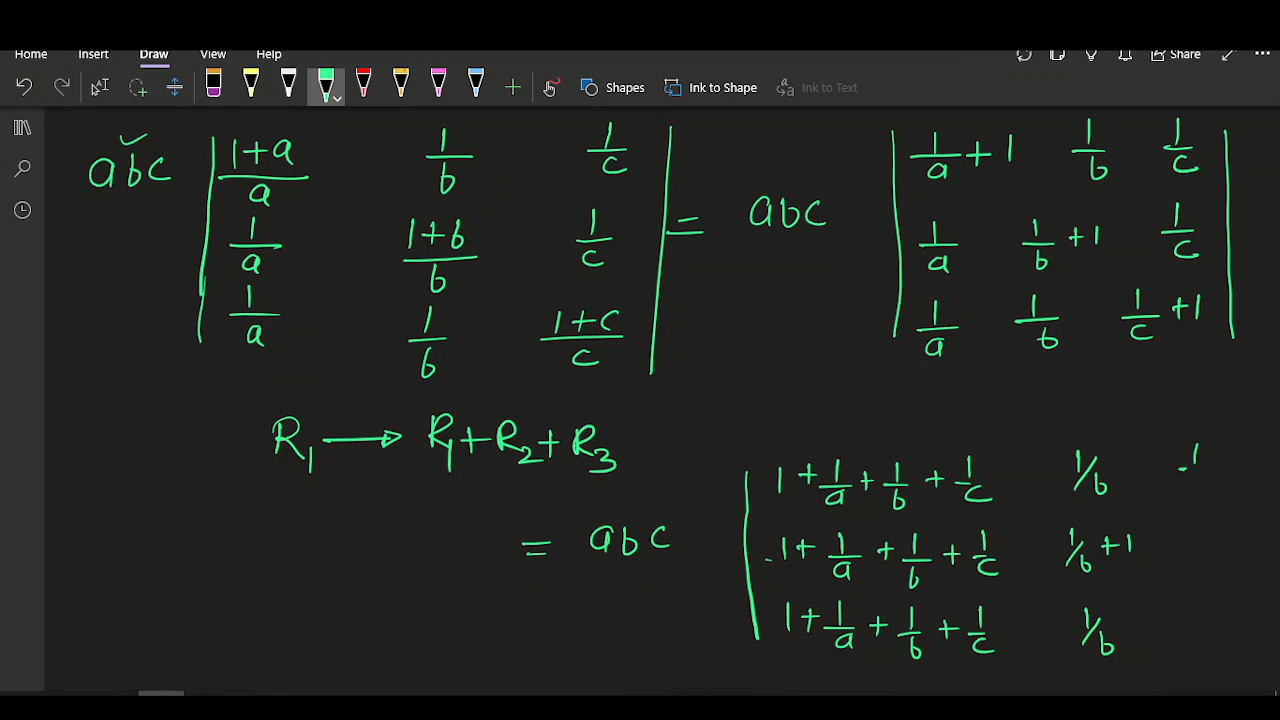 Home Insert Draw View Help Share
Shapes Ink to Shape Ink to Text
abc | (1+a)/a 1/b 1/c | = abc | 1/a + 1 1/b 1/c |
| 1/a (1+b)/b 1/c | | 1/a 1/b + 1 1/c |
| 1/a 1/b (1+c)/c | | 1/a 1/b 1/c + 1 |
R₁ → R₁ + R₂ + R₃
| 1 + 1/a + 1/b + 1/c 1/b 1
= abc | 1 + 1/a + 1/b + 1/c 1/b + 1
| 1 + 1/a + 1/b + 1/c 1/b